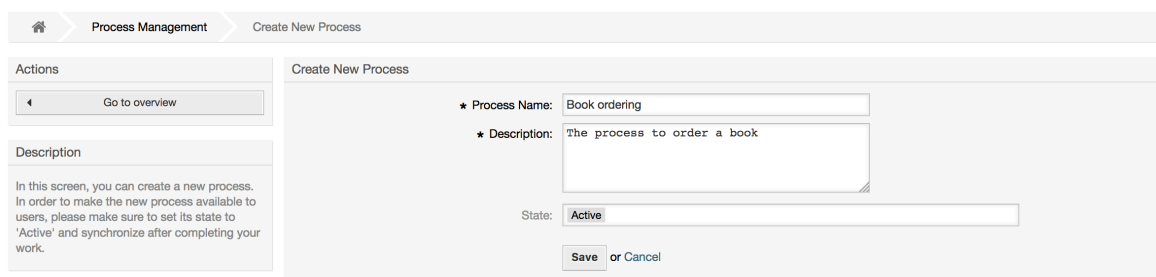 Process Management Create New Process
Actions
Go to overview
Description
In this screen, you can create a new process.
In order to make the new process available to
users, please make sure to set its state to
'Active' and synchronize after completing your
work.
Create New Process
* Process Name: Book ordering
* Description: The process to order a book
State: Active
Save or Cancel